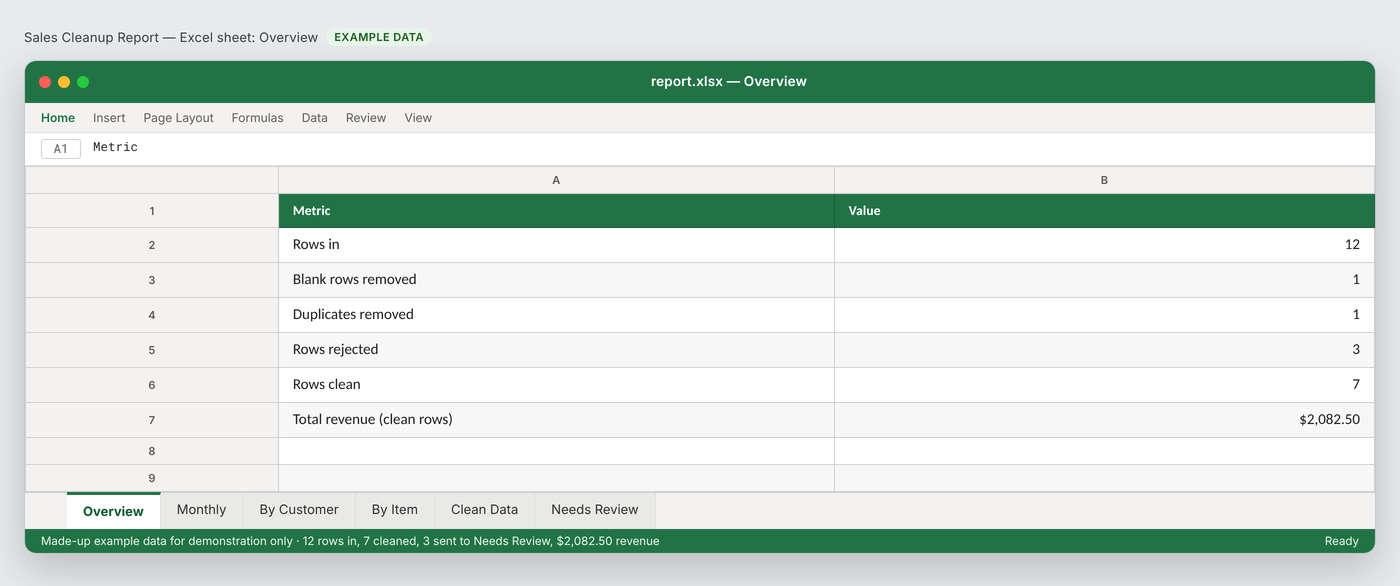 Sales Cleanup Report — Excel sheet: Overview EXAMPLE DATA
report.xlsx — Overview
Home Insert Page Layout Formulas Data Review View
A1 Metric
A B
1 Metric Value
2 Rows in 12
3 Blank rows removed 1
4 Duplicates removed 1
5 Rows rejected 3
6 Rows clean 7
7 Total revenue (clean rows) $2,082.50
8
9
Overview Monthly By Customer By Item Clean Data Needs Review
Made-up example data for demonstration only · 12 rows in, 7 cleaned, 3 sent to Needs Review, $2,082.50 revenue Ready